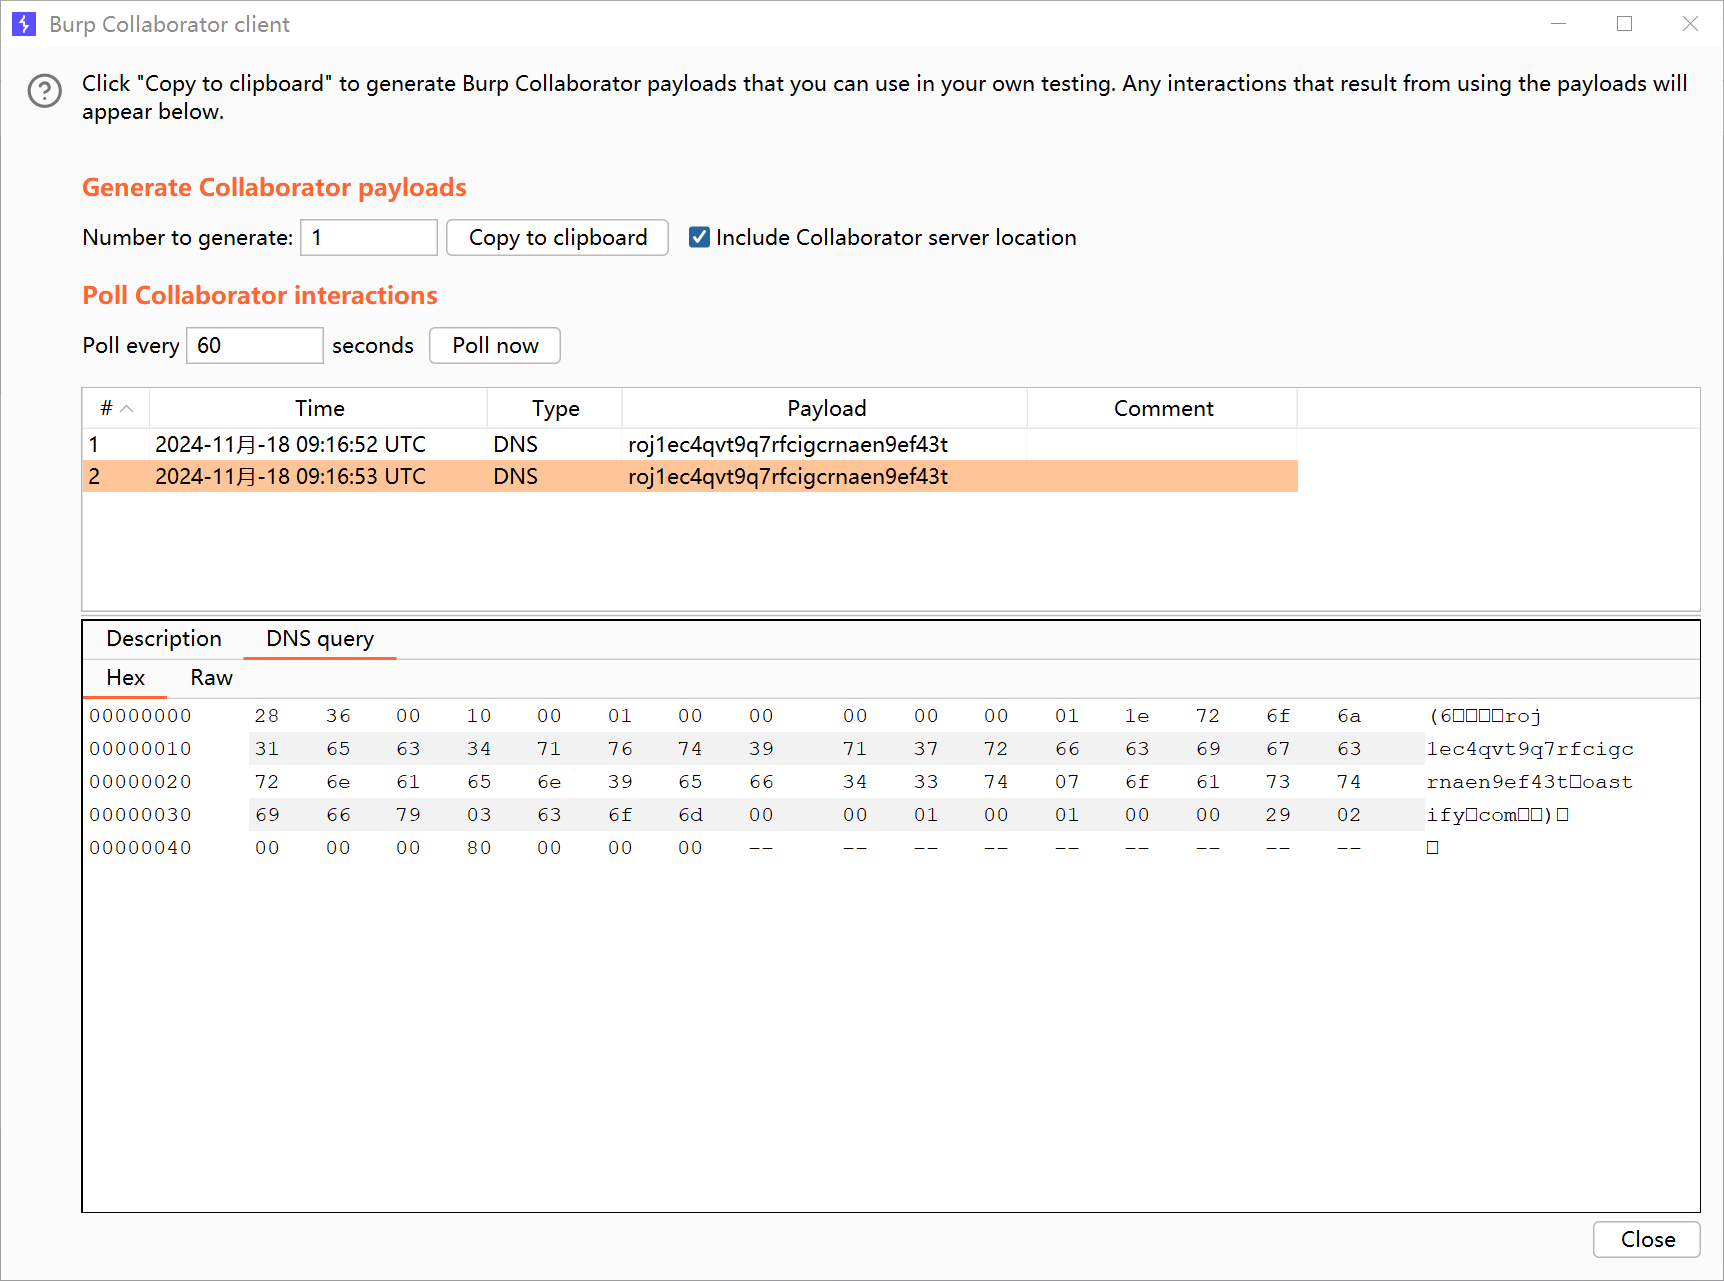 Burp Collaborator client
Click "Copy to clipboard" to generate Burp Collaborator payloads that you can use in your own testing. Any interactions that result from using the payloads will
appear below.
Generate Collaborator payloads
Number to generate: 1 Copy to clipboard Include Collaborator server location
Poll Collaborator interactions
Poll every 60 seconds Poll now
# Time Type Payload Comment
1 2024-11月-18 09:16:52 UTC DNS roj1ec4qvt9q7rfcigcrnaen9ef43t
2 2024-11月-18 09:16:53 UTC DNS roj1ec4qvt9q7rfcigcrnaen9ef43t
Description DNS query
Hex Raw
00000000 28 36 00 10 00 01 00 00 00 00 00 01 1e 72 6f 6a (6□□□□roj
00000010 31 65 63 34 71 76 74 39 71 37 72 66 63 69 67 63 1ec4qvt9q7rfcigc
00000020 72 6e 61 65 6e 39 65 66 34 33 74 07 6f 61 73 74 rnaen9ef43t□oast
00000030 69 66 79 03 63 6f 6d 00 00 01 00 01 00 00 29 02 ify□com□□)□
00000040 00 00 00 80 00 00 00 -- -- -- -- -- -- -- -- -- □
Close